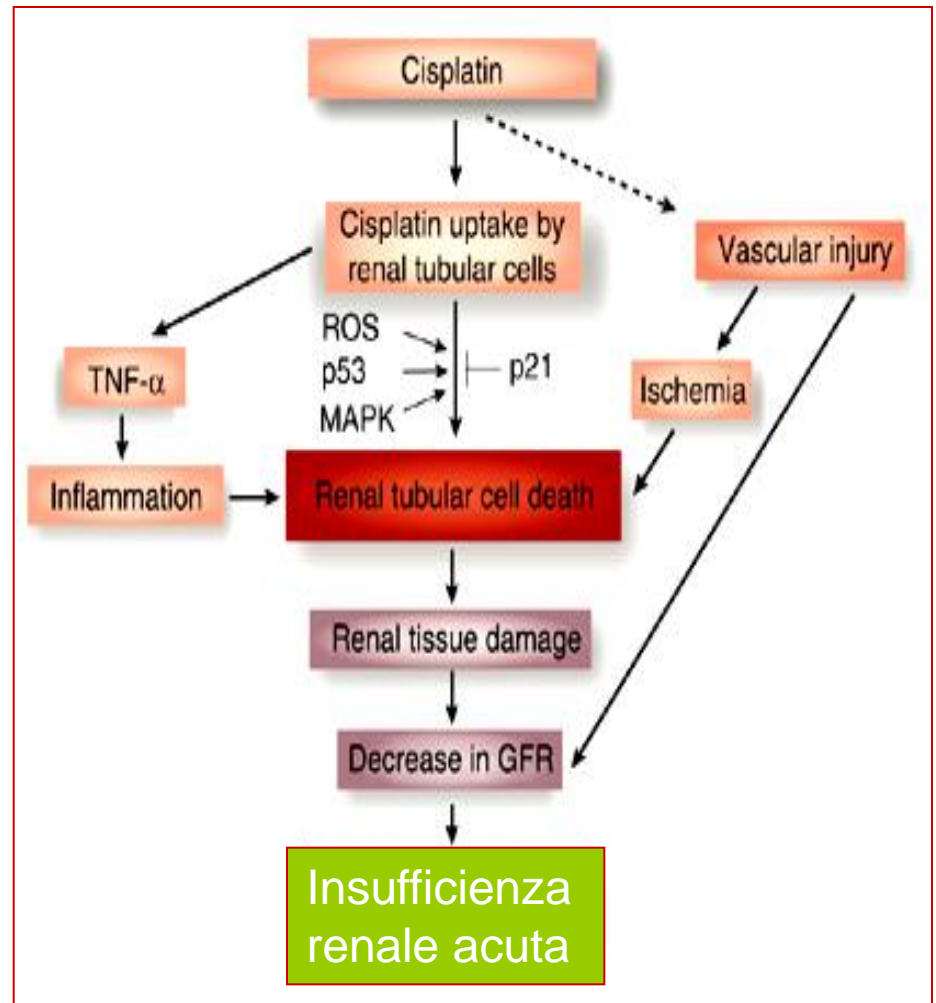 Cisplatin
Cisplatin uptake by
renal tubular cells
Vascular injury
ROS
p53
MAPK
p21
TNF-α
Ischemia
Inflammation
Renal tubular cell death
Renal tissue damage
Decrease in GFR
Insufficienza
renale acuta